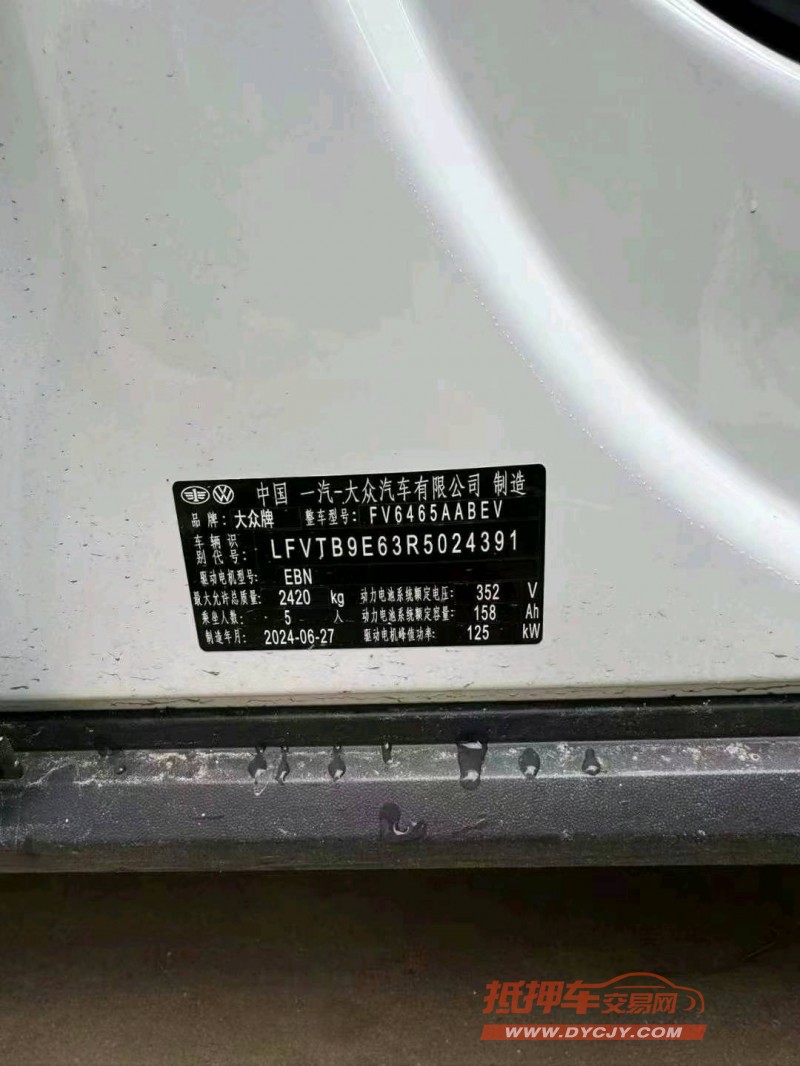 中国 一汽-大众汽车有限公司 制造
品 牌: 大众牌 整车型号: FV6465AABEV
车 辆 识
别 代 号: LFVTB9E63R5024391
驱动电机型号: EBN
最大允许总质量: 2420 kg 动力电池系统额定电压: 352 V
乘坐人数: 5 人 动力电池系统额定容量: 158 Ah
制造年月: 2024-06-27 驱动电机峰值功率: 125 kW
抵押车交易网
WWW.DYCJY.COM